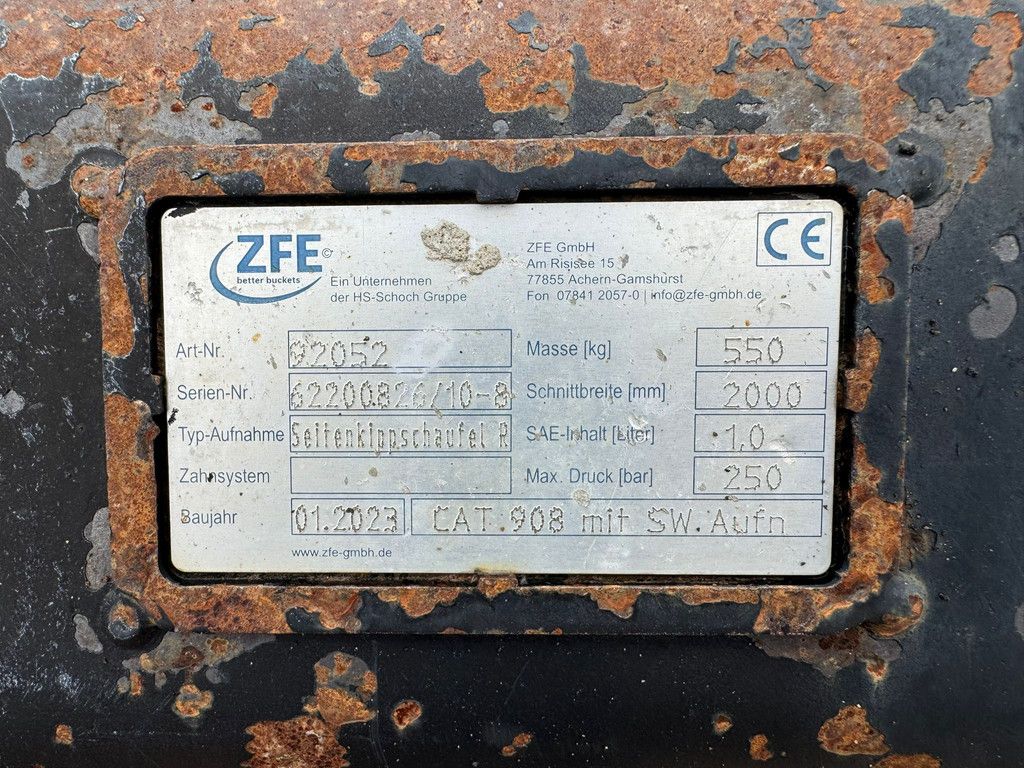 ZFE©
better buckets
Ein Unternehmen
der HS-Schoch Gruppe
ZFE GmbH
Am Risisee 15
77855 Achern-Gamshurst
Fon 07841 2057-0 | info@zfe-gmbh.de
CE
Art-Nr. 92052
Masse [kg] 550
Serien-Nr. 62200826/10-8
Schnittbreite [mm] 2000
Typ-Aufnahme Seitenkippschaufel R
SAE-Inhalt [Liter] 1,0
Zahnsystem
Max. Druck [bar] 250
Baujahr 01.2023 CAT 908 mit SW. Aufn
www.zfe-gmbh.de